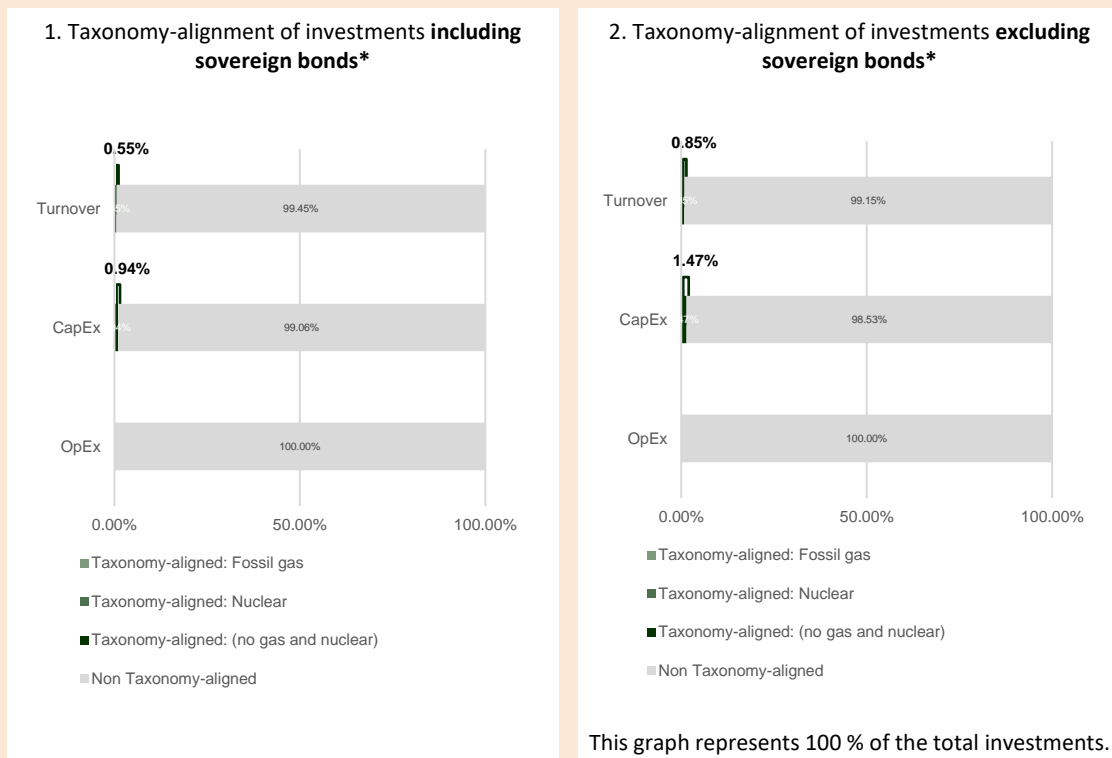 1. Taxonomy-alignment of investments including
sovereign bonds*
0.55%
Turnover
99.45%
0.94%
CapEx
99.06%
OpEx
100.00%
0.00%
50.00%
100.00%
Taxonomy-aligned: Fossil gas
Taxonomy-aligned: Nuclear
Taxonomy-aligned: (no gas and nuclear)
Non Taxonomy-aligned
2. Taxonomy-alignment of investments excluding
sovereign bonds*
0.85%
Turnover
99.15%
1.47%
CapEx
98.53%
OpEx
100.00%
0.00%
50.00%
100.00%
Taxonomy-aligned: Fossil gas
Taxonomy-aligned: Nuclear
Taxonomy-aligned: (no gas and nuclear)
Non Taxonomy-aligned
This graph represents 100 % of the total investments.